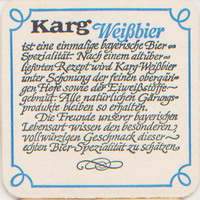 Karg Weißbier
ist eine einmalige bayerische Bier=
Spezialität. Nach einem altüber=
lieferten Rezept wird Karg-Weißbier
unter Schonung der feinen obergäri=
gen Hefe sowie der Eiweißstoffe
gebraut. Alle natürlichen Gärungs=
produkte bleiben so erhalten.
Die Freunde unserer bayerischen
Lebensart wissen den besonderen,
vollwürzigen Geschmack dieser
echten Bier-Spezialität zu schätzen